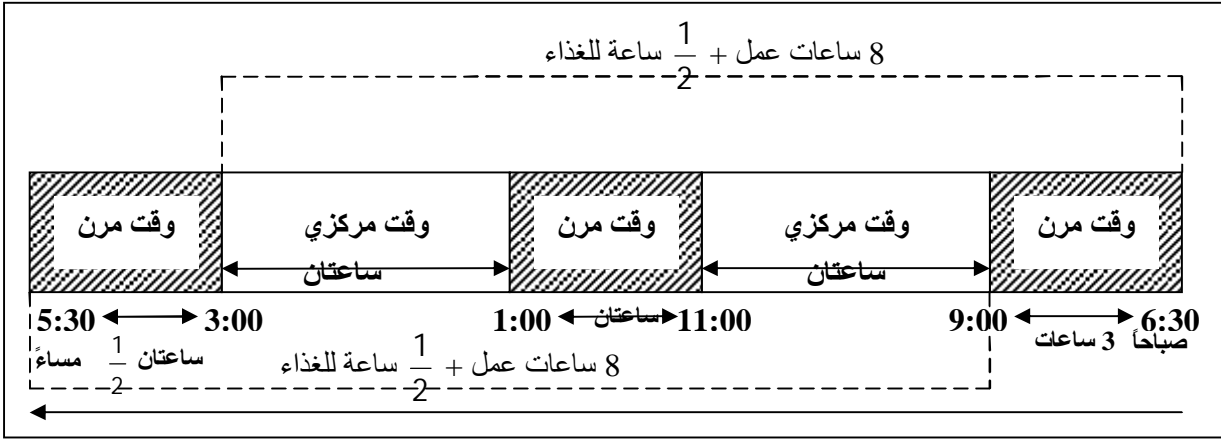 8 ساعات عمل + 1/2 ساعة للغذاء
وقت مرن
وقت مركزي
وقت مرن
وقت مركزي
وقت مرن
ساعتان
ساعتان
6:30 9:00 11:00 ساعتان 1:00 3:00 5:30
صباحاً 3 ساعات
ساعتان 1/2 مساءً
8 ساعات عمل + 1/2 ساعة للغذاء